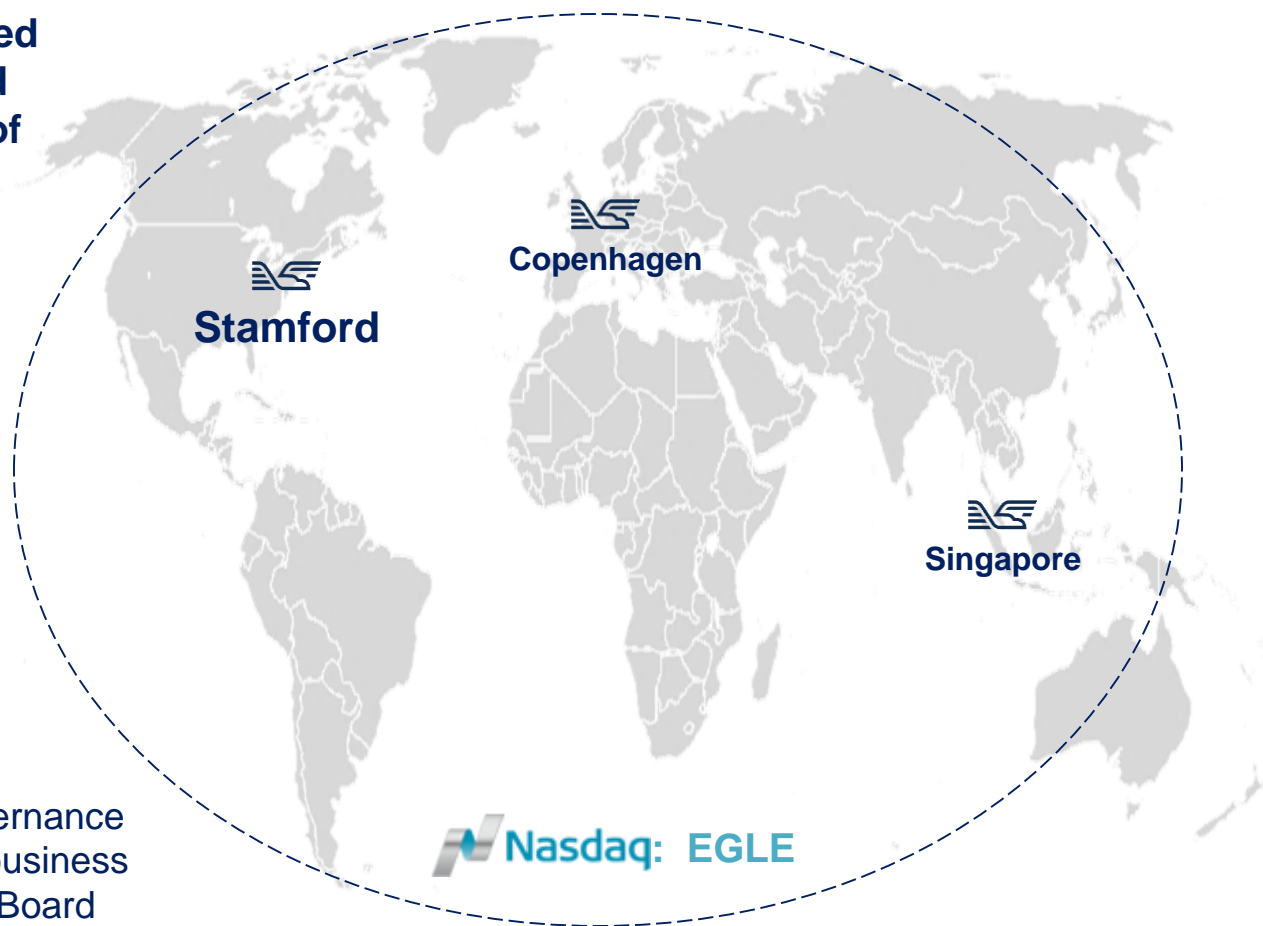 ed
d
of
Copenhagen
Stamford
Singapore
ernance
business
Board
Nasdaq: EGLE